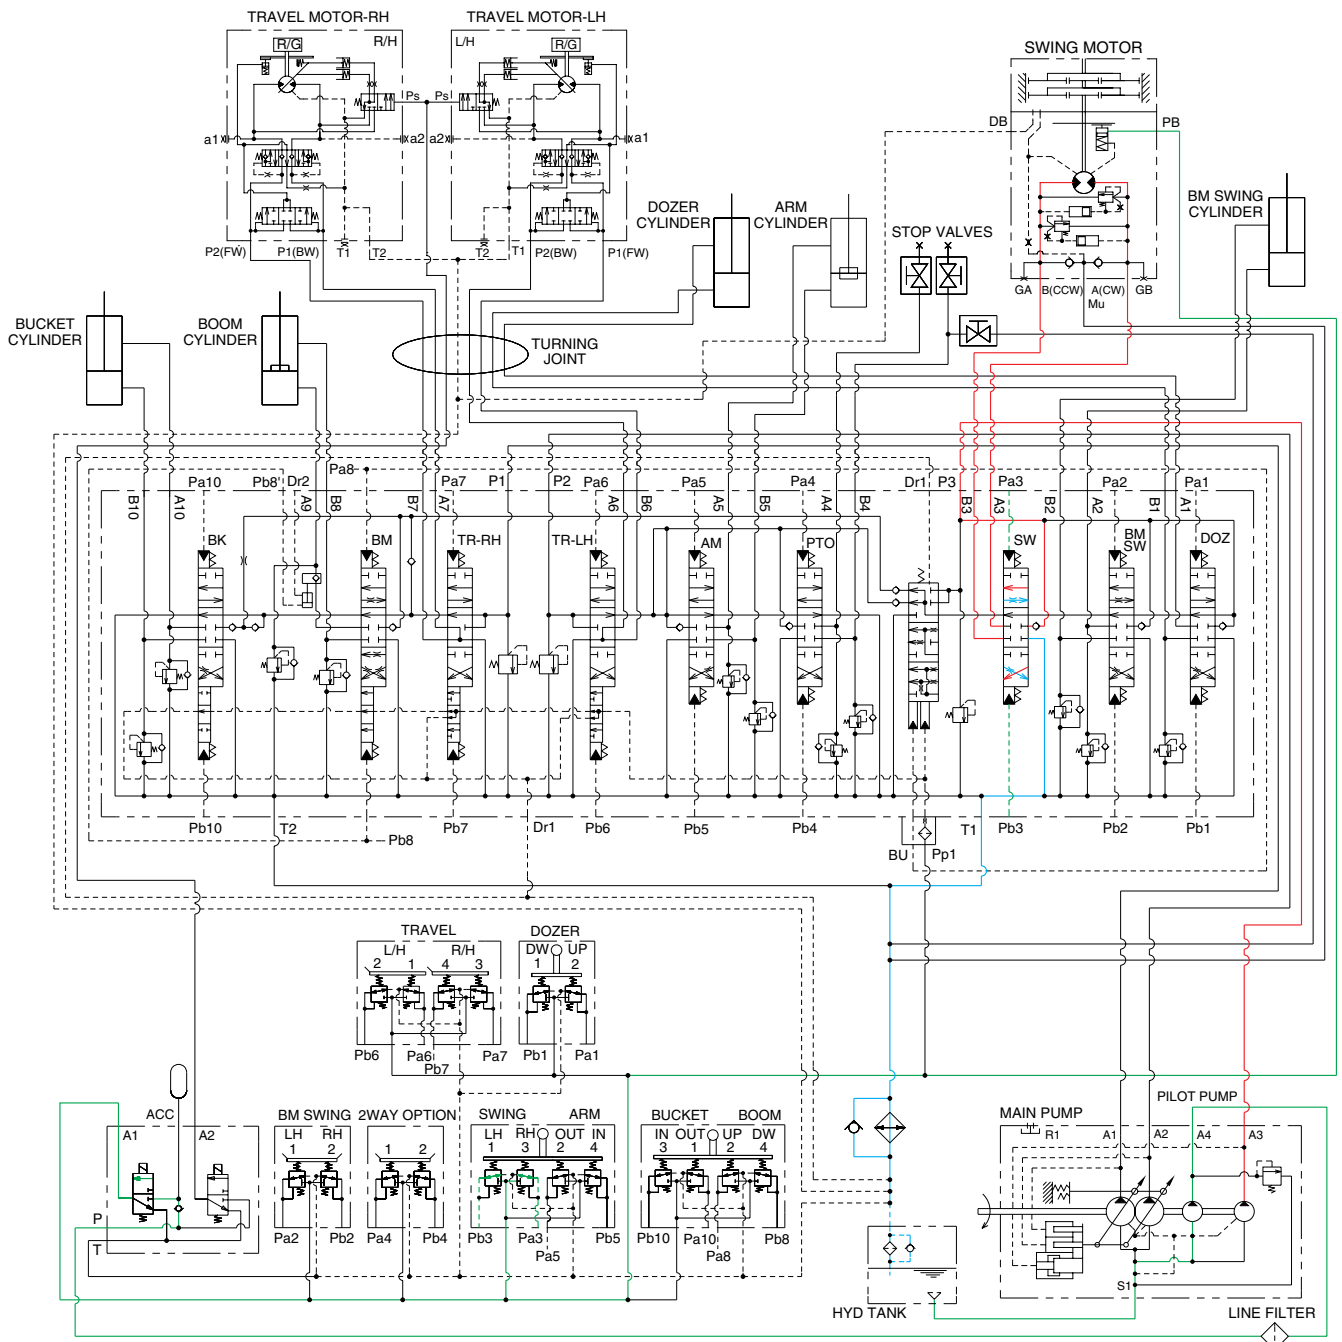 TRAVEL MOTOR-RH
TRAVEL MOTOR-LH
R/G
R/H
L/H
R/G
SWING MOTOR
Ps
Ps
DB
PB
a1
a2
a2
a1
DOZER
CYLINDER
ARM
CYLINDER
BM SWING
CYLINDER
STOP VALVES
P2(FW)
P1(BW)
T1
T2
T2
T1
P2(BW)
P1(FW)
GA
B(CCW)
A(CW)
GB
Mu
BUCKET
CYLINDER
BOOM
CYLINDER
TURNING
JOINT
Pa10
Pb8'
Dr2
Pa8
Pa7
P1
P2
Pa6
Pa5
Pa4
Dr1
P3
Pa3
Pa2
Pa1
B10
A10
A9
B8
B7
A7
A6
B6
A5
B5
A4
B4
B3
A3
B2
A2
B1
A1
BK
BM
TR-RH
TR-LH
AM
PTO
SW
BM
SW
DOZ
Pb10
T2
Pb7
Dr1
Pb6
Pb5
Pb4
T1
Pb3
Pb2
Pb1
Pb8
BU
Pp1
TRAVEL
L/H
R/H
2
1
4
3
DOZER
DW
UP
1
2
Pb6
Pa6
Pb7
Pa7
Pb1
Pa1
ACC
A1
A2
P
T
BM SWING
LH
RH
1
2
Pa2
Pb2
2WAY OPTION
1
2
Pa4
Pb4
SWING
ARM
LH
RH
OUT
IN
1
3
2
4
Pb3
Pa3
Pa5
Pb5
BUCKET
BOOM
IN
OUT
UP
DW
3
1
2
4
Pb10
Pa10
Pa8
Pb8
PILOT PUMP
MAIN PUMP
R1
A1
A2
A4
A3
S1
HYD TANK
LINE FILTER